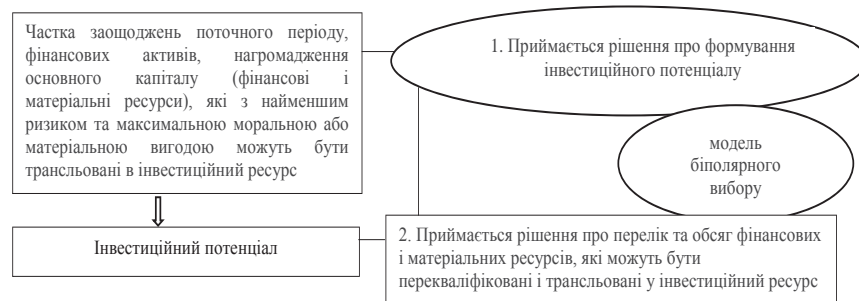 Частка заощаджень поточного періоду,
фінансових активів, нагромадження
основного капіталу (фінансові і
матеріальні ресурси), які з найменшим
ризиком та максимальною моральною або
матеріальною вигодою можуть бути
трансльовані в інвестиційний ресурс
Інвестиційний потенціал
1. Приймається рішення про формування
інвестиційного потенціалу
модель
біполярного
вибору
2. Приймається рішення про перелік та обсяг фінансових
і матеріальних ресурсів, які можуть бути
перекваліфіковані і трансльовані у інвестиційний ресурс